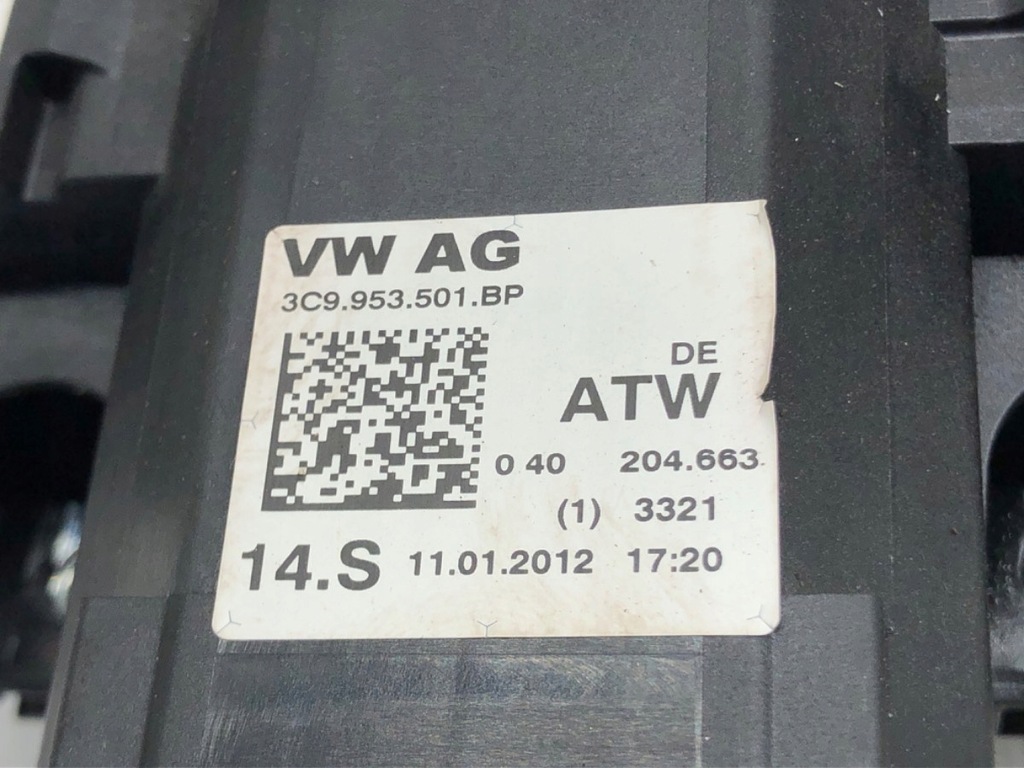 VW AG
3C9.953.501.BP
DE
ATW
0 40 204.663
(1) 3321
14.S 11.01.2012 17:20